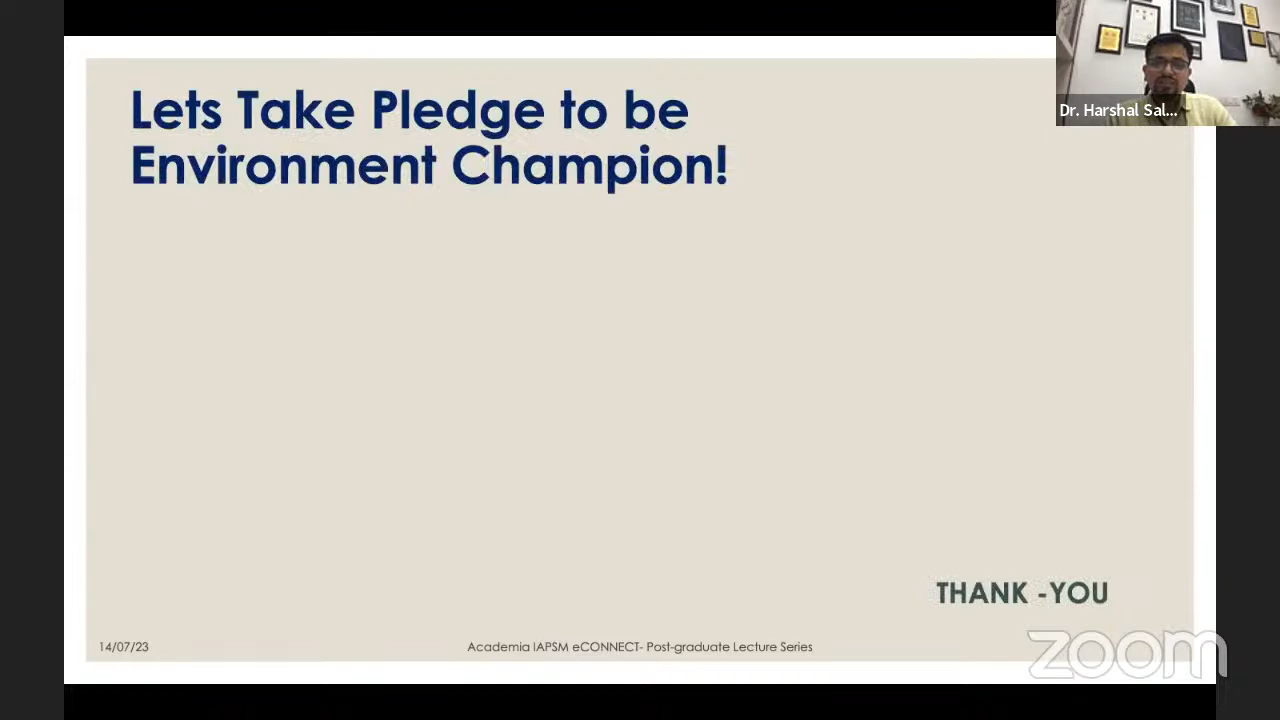 Lets Take Pledge to be
Environment Champion!
Dr. Harshal Sal...
THANK -YOU
14/07/23
Academia IAPSM eCONNECT- Post-graduate Lecture Series
zoom